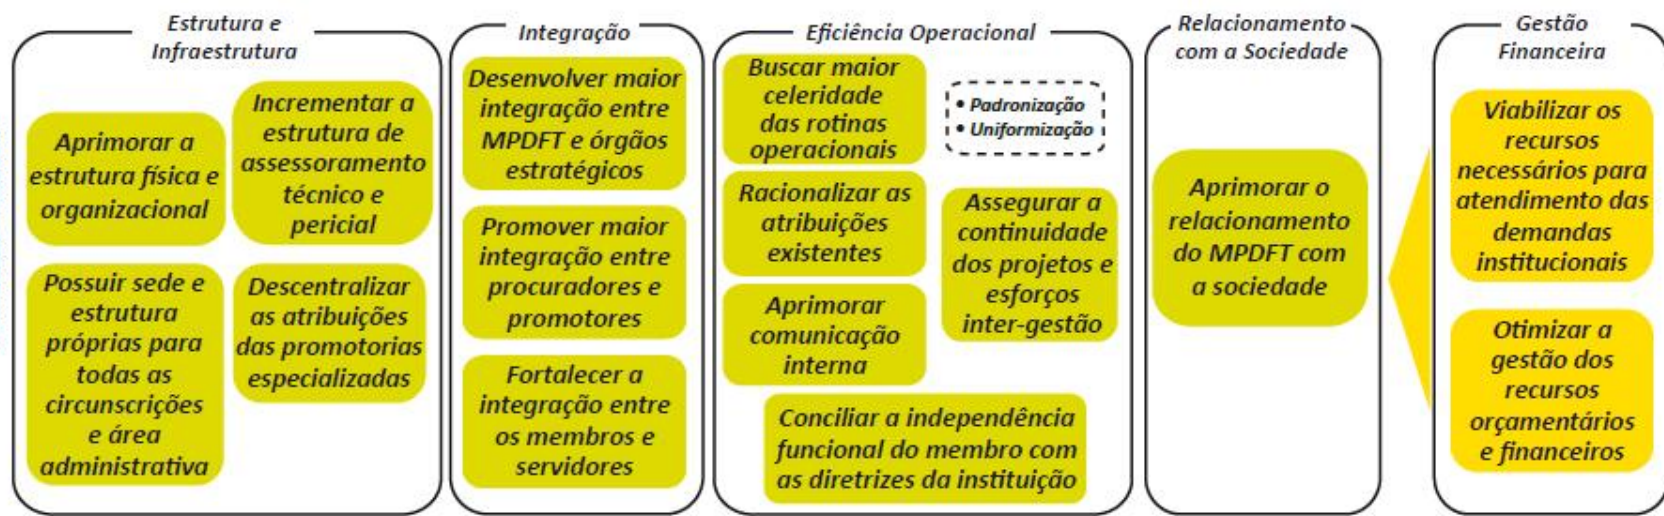 Estrutura e
Infraestrutura
Aprimorar a
estrutura física e
organizacional
Incrementar a
estrutura de
assessoramento
técnico e
pericial
Possuir sede e
estrutura
próprias para
todas as
circunscrições
e área
administrativa
Descentralizar
as atribuições
das promotorias
especializadas
Integração
Desenvolver maior
integração entre
MPDFT e órgãos
estratégicos
Promover maior
integração entre
procuradores e
promotores
Fortalecer a
integração entre
os membros e
servidores
Eficiência Operacional
Buscar maior
celeridade
das rotinas
operacionais
• Padronização
• Uniformização
Racionalizar as
atribuições
existentes
Assegurar a
continuidade
dos projetos e
esforços
inter-gestão
Aprimorar
comunicação
interna
Conciliar a independência
funcional do membro com
as diretrizes da instituição
Relacionamento
com a Sociedade
Aprimorar o
relacionamento
do MPDFT com
a sociedade
Gestão
Financeira
Viabilizar os
recursos
necessários para
atendimento das
demandas
institucionais
Otimizar a
gestão dos
recursos
orçamentários
e financeiros